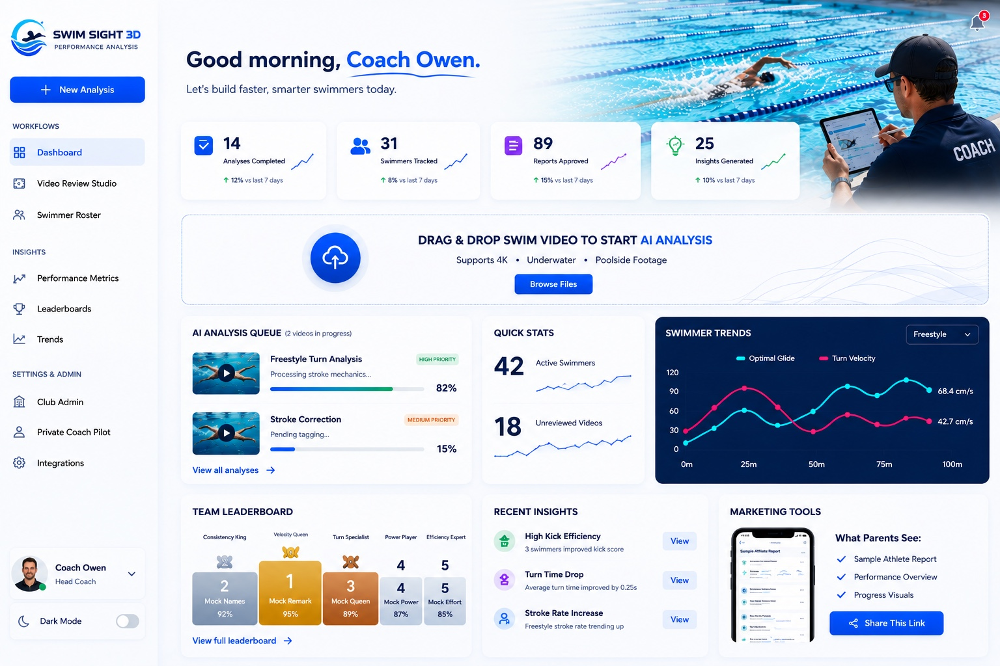 SWIM SIGHT 3D
PERFORMANCE ANALYSIS
New Analysis
WORKFLOWS
Dashboard
Video Review Studio
Swimmer Roster
INSIGHTS
Performance Metrics
Leaderboards
Trends
SETTINGS & ADMIN
Club Admin
Private Coach Pilot
Integrations
Coach Owen
Head Coach
Dark Mode
3
Good morning, Coach Owen.
Let's build faster, smarter swimmers today.
COACH
14
Analyses Completed
12% vs last 7 days
31
Swimmers Tracked
8% vs last 7 days
89
Reports Approved
15% vs last 7 days
25
Insights Generated
10% vs last 7 days
DRAG & DROP SWIM VIDEO TO START AI ANALYSIS
Supports 4K • Underwater • Poolside Footage
Browse Files
AI ANALYSIS QUEUE (2 videos in progress)
Freestyle Turn Analysis
HIGH PRIORITY
Processing stroke mechanics...
82%
Stroke Correction
MEDIUM PRIORITY
Pending tagging...
15%
View all analyses
QUICK STATS
42
Active Swimmers
18
Unreviewed Videos
SWIMMER TRENDS
Freestyle
Optimal Glide
Turn Velocity
120
90
60
30
0
68.4 cm/s
42.7 cm/s
0m
25m
50m
75m
100m
TEAM LEADERBOARD
Consistency King
Velocity Queen
Turn Specialist
Power Player
Efficiency Expert
4
5
2
Mock Names
92%
1
Mock Remark
95%
3
Mock Queen
89%
4
Mock Power
87%
5
Mock Effort
85%
View full leaderboard
RECENT INSIGHTS
High Kick Efficiency
3 swimmers improved kick score
View
Turn Time Drop
Average turn time improved by 0.25s
View
Stroke Rate Increase
Freestyle stroke rate trending up
View
MARKETING TOOLS
Sample Athlete Report
What Parents See:
Sample Athlete Report
Performance Overview
Progress Visuals
Share This Link